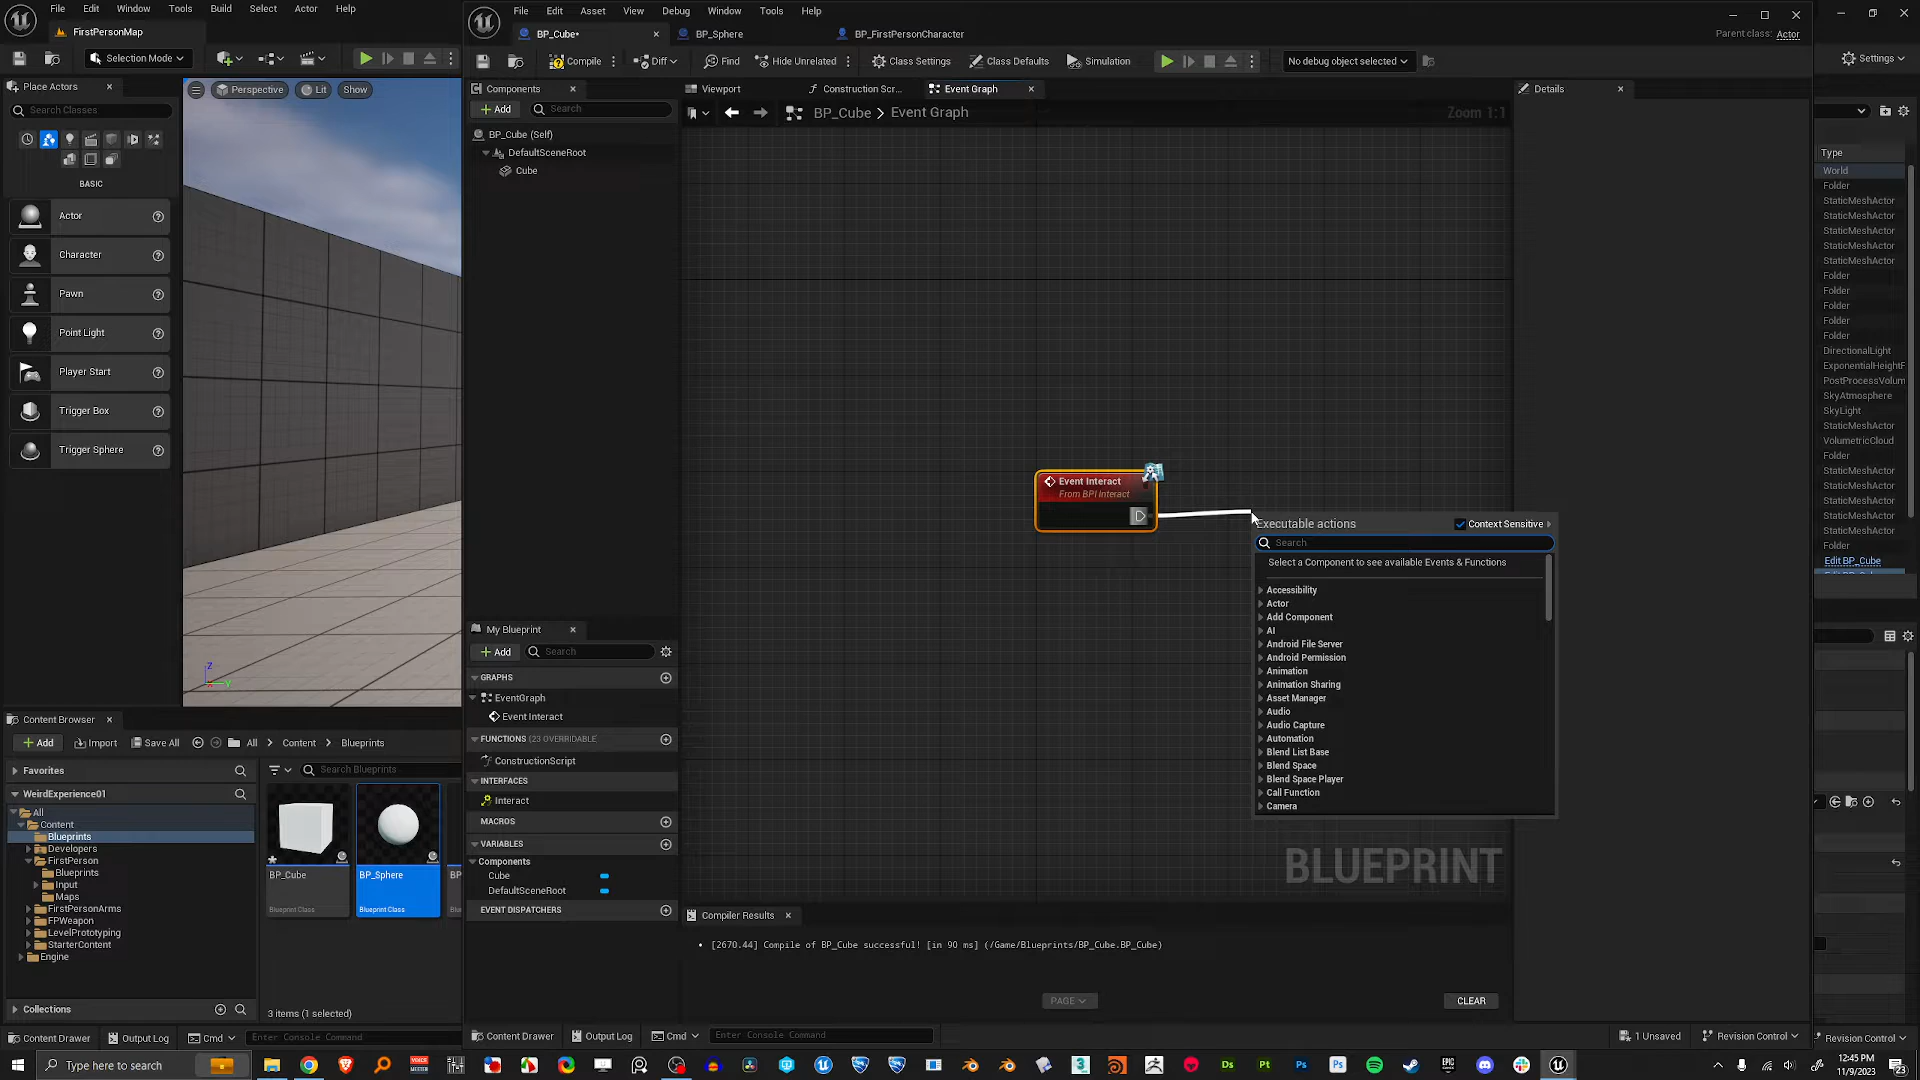 File Edit Window Tools Build Select Actor Help
FirstPersonMap
Selection Mode
Place Actors
Search Classes
BASIC
Actor
Character
Pawn
Point Light
Player Start
Trigger Box
Trigger Sphere
Perspective Lit Show
Z
Y
File Edit Asset View Debug Window Tools Help
BP_Cube• BP_Sphere BP_FirstPersonCharacter
Parent class: Actor
Compile Diff Find Hide Unrelated Class Settings Class Defaults Simulation No debug object selected
Components
+ Add Search
BP_Cube (Self)
DefaultSceneRoot
Cube
Viewport Construction Scr... Event Graph
BP_Cube > Event Graph
Zoom 1:1
Event Interact
From BPI Interact
Executable actions Context Sensitive
Search
Select a Component to see available Events & Functions
Accessibility
Actor
Add Component
AI
Android File Server
Android Permission
Animation
Animation Sharing
Asset Manager
Audio
Audio Capture
Automation
Blend List Base
Blend Space
Blend Space Player
Call Function
Camera
BLUEPRINT
My Blueprint
+ Add Search
GRAPHS
EventGraph
Event Interact
FUNCTIONS (23 OVERRIDABLE
ConstructionScript
INTERFACES
Interact
MACROS
VARIABLES
Components
Cube
DefaultSceneRoot
EVENT DISPATCHERS
Compiler Results
• [2670.44] Compile of BP_Cube successful! [in 90 ms] (/Game/Blueprints/BP_Cube.BP_Cube)
PAGE
CLEAR
Content Drawer Output Log Cmd Enter Console Command
1 Unsaved Revision Control
Details
Settings
Type
World
Folder
StaticMeshActor
StaticMeshActor
StaticMeshActor
StaticMeshActor
StaticMeshActor
Folder
Folder
Folder
Folder
Folder
DirectionalLight
ExponentialHeightF
PostProcessVolum
SkyAtmosphere
SkyLight
StaticMeshActor
VolumetricCloud
Folder
StaticMeshActor
StaticMeshActor
StaticMeshActor
StaticMeshActor
StaticMeshActor
Folder
Edit BP_Cube
Revision Control
Content Browser
+ Add Import Save All All > Content > Blueprints
Favorites
Search Blueprints
WeirdExperience01
All
Content
Blueprints
Developers
FirstPerson
Blueprints
Input
Maps
FirstPersonArms
FPWeapon
LevelPrototyping
StarterContent
Engine
Collections
BP_Cube
Blueprint Class
BP_Sphere
Blueprint Class
BP
3 items (1 selected)
Content Drawer Output Log Cmd Enter Console Command
Type here to search
Ds Pt Ps Ps
12:45 PM
11/9/2023
23